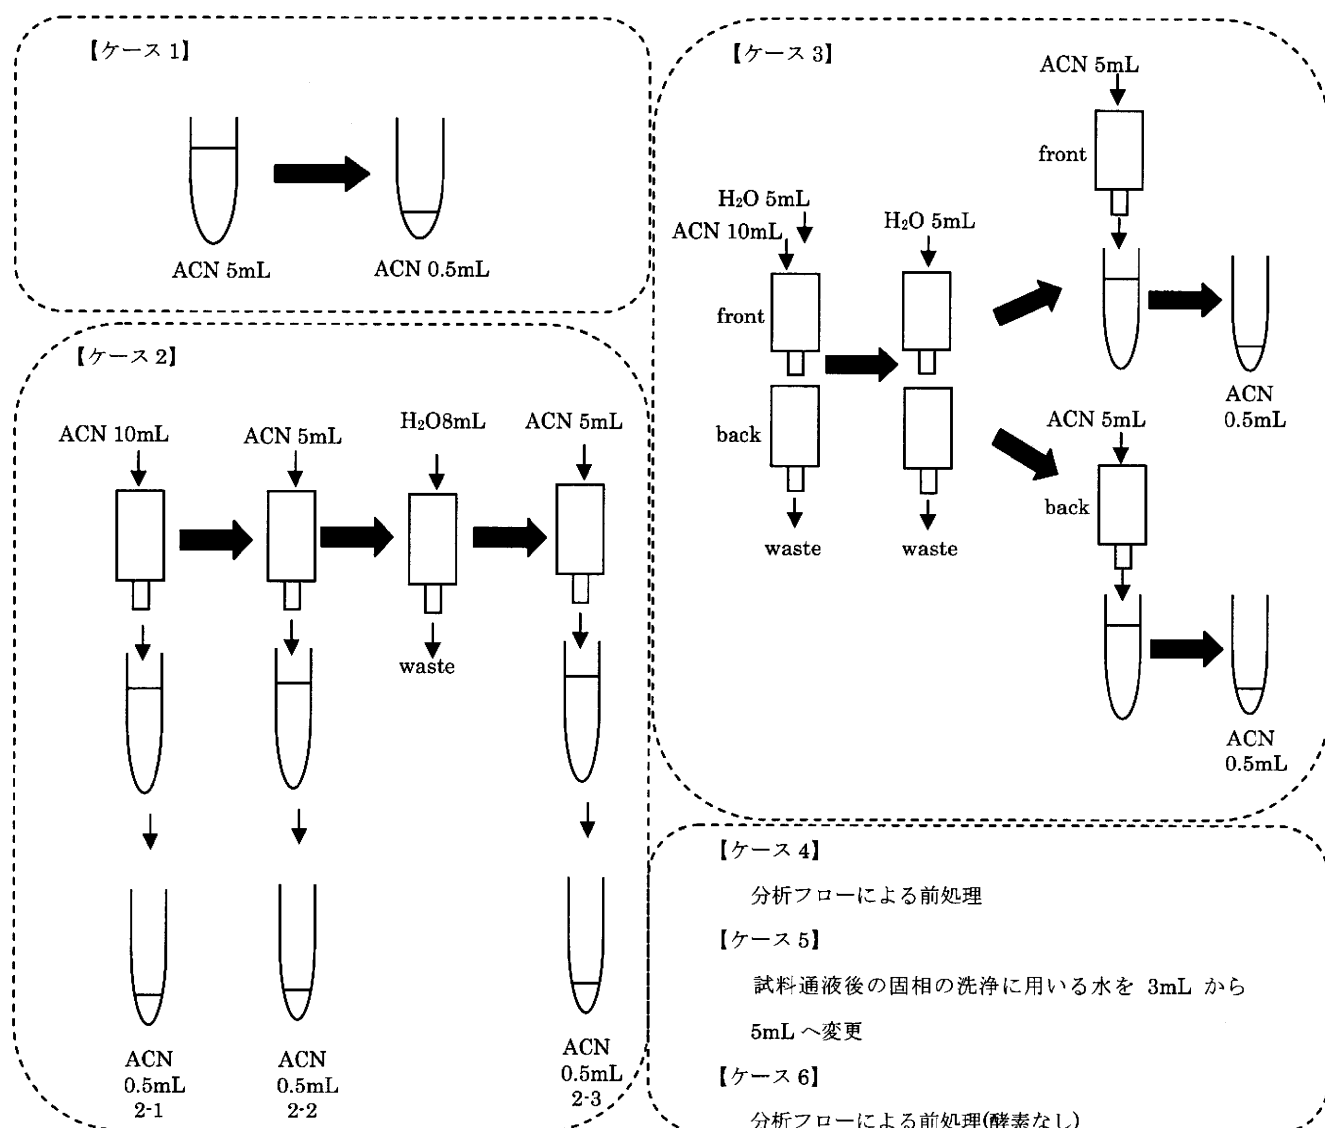 【ケース 1】
ACN 5mL
ACN 0.5mL
【ケース 2】
ACN 10mL
ACN 5mL
H₂O8mL
ACN 5mL
waste
ACN
0.5mL
2-1
ACN
0.5mL
2-2
ACN
0.5mL
2-3
【ケース 3】
H₂O 5mL
ACN 10mL
front
back
waste
H₂O 5mL
waste
ACN 5mL
front
ACN
0.5mL
ACN 5mL
back
ACN
0.5mL
【ケース 4】
分析フローによる前処理
【ケース 5】
試料通液後の固相の洗浄に用いる水を 3mL から
5mL へ変更
【ケース 6】
分析フローによる前処理(酵素なし)